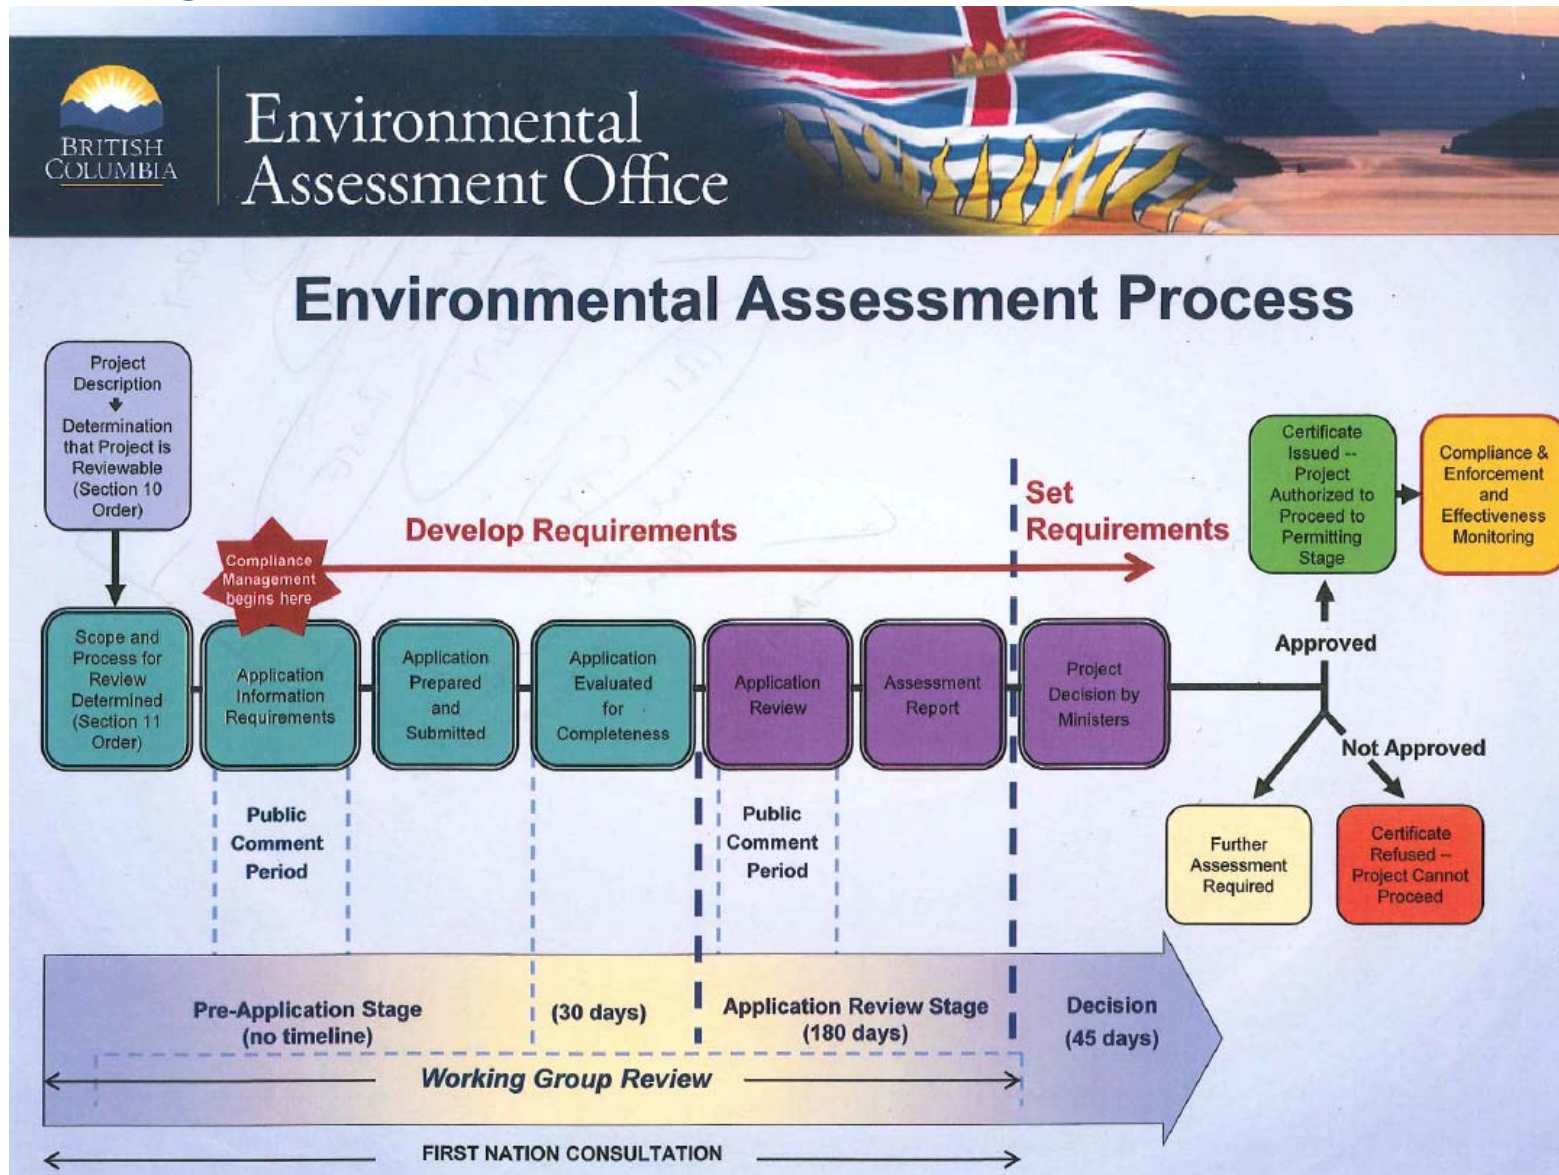 BRITISH
COLUMBIA
Environmental
Assessment Office
Environmental Assessment Process
Project
Description
Determination
that Project is
Reviewable
(Section 10
Order)
Compliance
Management
begins here
Develop Requirements
Set
Requirements
Certificate
Issued --
Project
Authorized to
Proceed to
Permitting
Stage
Compliance &
Enforcement
and
Effectiveness
Monitoring
Scope and
Process for
Review
Determined
(Section 11
Order)
Application
Information
Requirements
Application
Prepared
and
Submitted
Application
Evaluated
for
Completeness
Application
Review
Assessment
Report
Project
Decision by
Ministers
Approved
Not Approved
Further
Assessment
Required
Certificate
Refused –
Project Cannot
Proceed
Public
Comment
Period
Public
Comment
Period
Pre-Application Stage
(no timeline)
(30 days)
Application Review Stage
(180 days)
Decision
(45 days)
Working Group Review
FIRST NATION CONSULTATION